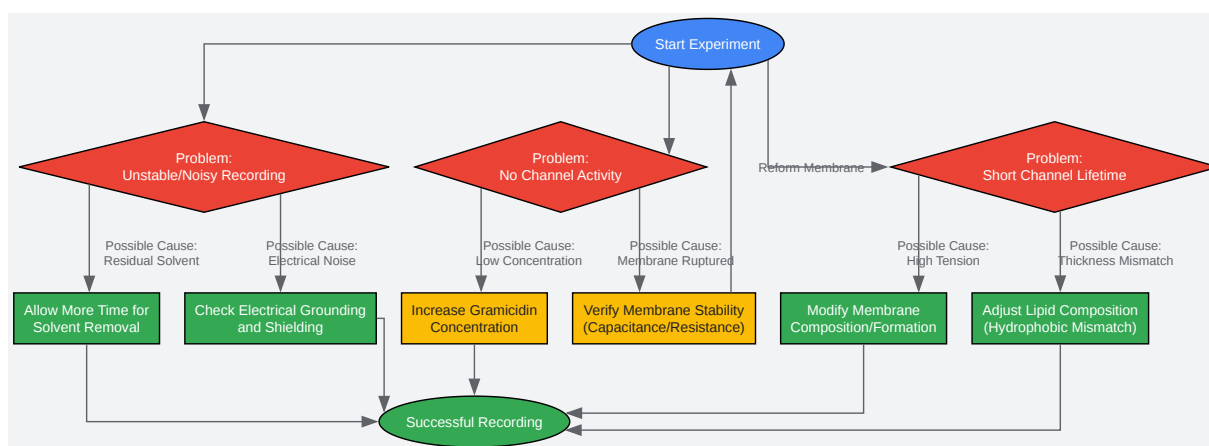 Start Experiment
Problem:
Unstable/Noisy Recording
Problem:
No Channel Activity
Reform Membrane
Problem:
Short Channel Lifetime
Possible Cause:
Residual Solvent
Possible Cause:
Electrical Noise
Possible Cause:
Low Concentration
Possible Cause:
Membrane Ruptured
Possible Cause:
High Tension
Possible Cause:
Thickness Mismatch
Allow More Time for
Solvent Removal
Check Electrical Grounding
and Shielding
Increase Gramicidin
Concentration
Verify Membrane Stability
(Capacitance/Resistance)
Modify Membrane
Composition/Formation
Adjust Lipid Composition
(Hydrophobic Mismatch)
Successful Recording